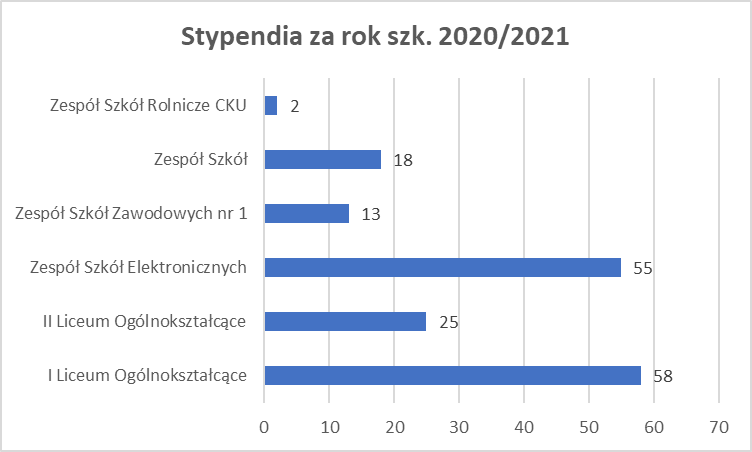 Stypendia za rok szk. 2020/2021
Zespół Szkół Rolnicze CKU 2
Zespół Szkół 18
Zespół Szkół Zawodowych nr 1 13
Zespół Szkół Elektronicznych 55
II Liceum Ogólnokształcące 25
I Liceum Ogólnokształcące 58
0 10 20 30 40 50 60 70